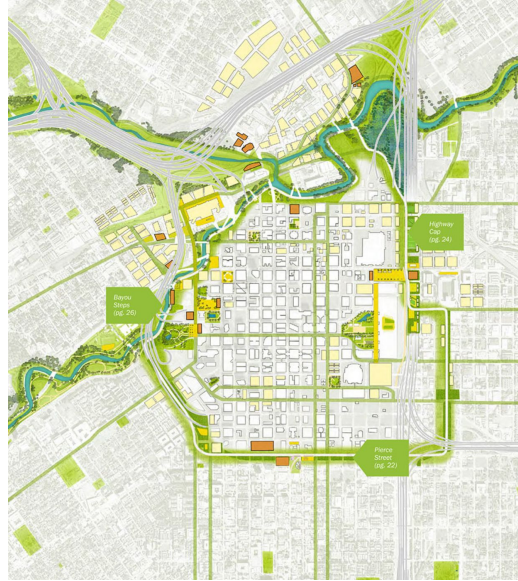 Highway
Cap
(pg. 24)
Bayou
Steps
(pg. 26)
Pierce
Street
(pg. 22)